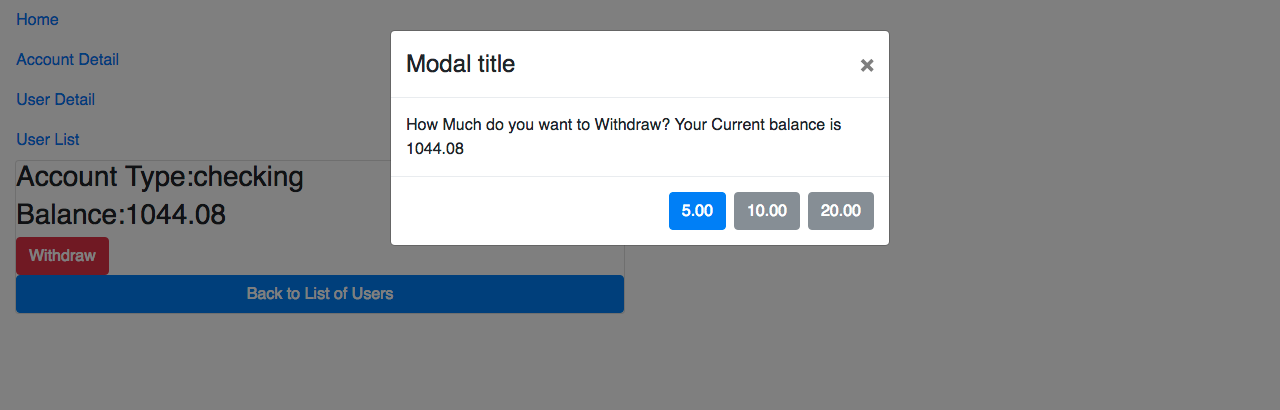 Home
Account Detail
User Detail
User List
Account Type:checking
Balance:1044.08
Withdraw
Back to List of Users
Modal title
×
How Much do you want to Withdraw? Your Current balance is
1044.08
5.00 10.00 20.00